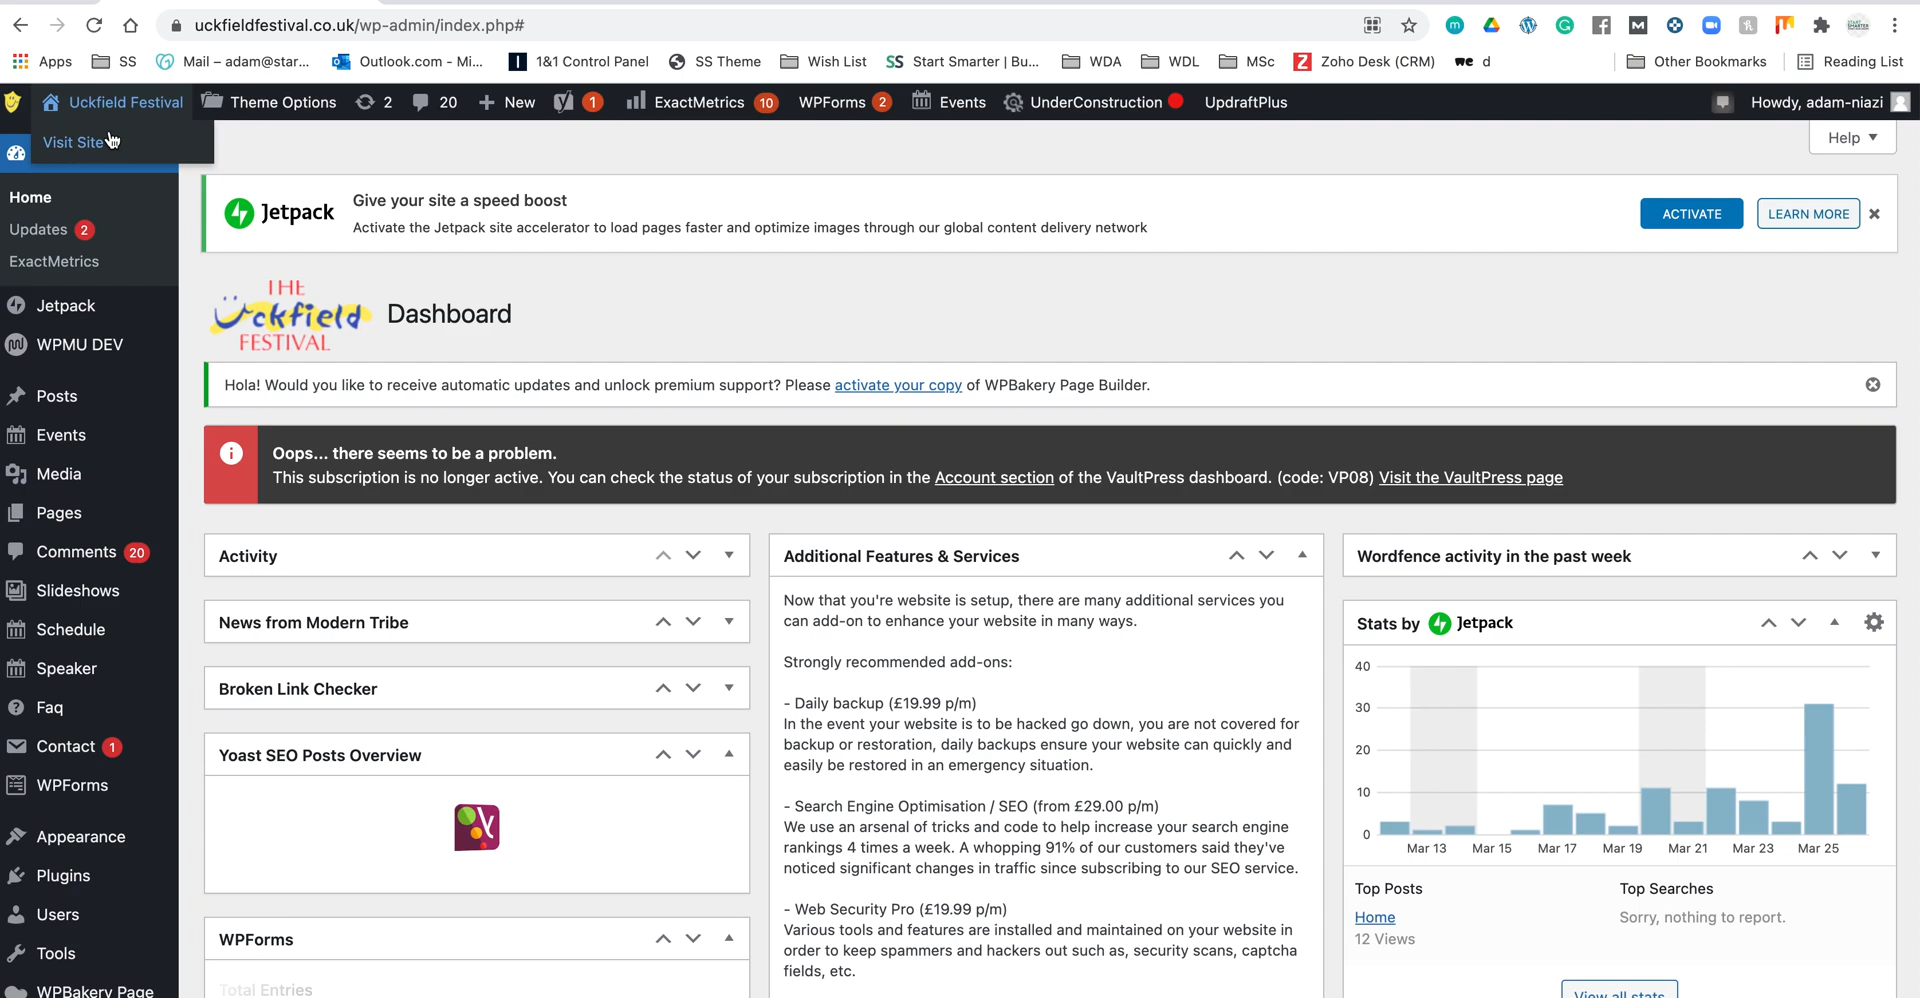 uckfieldfestival.co.uk/wp-admin/index.php#
Apps SS Mail – adam@star... Outlook.com - Mi... 1&1 Control Panel SS Theme Wish List SS Start Smarter | Bu... WDA WDL MSc Z Zoho Desk (CRM) we d Other Bookmarks Reading List
Uckfield Festival Theme Options 2 20 New 1 ExactMetrics 10 WPForms 2 Events UnderConstruction UpdraftPlus Howdy, adam-niazi
Visit Site
Help
Home
Updates 2
ExactMetrics
Jetpack
WPMU DEV
Posts
Events
Media
Pages
Comments 20
Slideshows
Schedule
Speaker
Faq
Contact 1
WPForms
Appearance
Plugins
Users
Tools
WPBakery Page
Jetpack
Give your site a speed boost
Activate the Jetpack site accelerator to load pages faster and optimize images through our global content delivery network
ACTIVATE
LEARN MORE
THE
Uckfield
FESTIVAL
Dashboard
Hola! Would you like to receive automatic updates and unlock premium support? Please activate your copy of WPBakery Page Builder.
Oops... there seems to be a problem.
This subscription is no longer active. You can check the status of your subscription in the Account section of the VaultPress dashboard. (code: VP08) Visit the VaultPress page
Activity
News from Modern Tribe
Broken Link Checker
Yoast SEO Posts Overview
WPForms
Total Entries
Additional Features & Services
Now that you're website is setup, there are many additional services you
can add-on to enhance your website in many ways.
Strongly recommended add-ons:
- Daily backup (£19.99 p/m)
In the event your website is to be hacked go down, you are not covered for
backup or restoration, daily backups ensure your website can quickly and
easily be restored in an emergency situation.
- Search Engine Optimisation / SEO (from £29.00 p/m)
We use an arsenal of tricks and code to help increase your search engine
rankings 4 times a week. A whopping 91% of our customers said they've
noticed significant changes in traffic since subscribing to our SEO service.
- Web Security Pro (£19.99 p/m)
Various tools and features are installed and maintained on your website in
order to keep spammers and hackers out such as, security scans, captcha
fields, etc.
Wordfence activity in the past week
Stats by Jetpack
40
30
20
10
0
Mar 13 Mar 15 Mar 17 Mar 19 Mar 21 Mar 23 Mar 25
Top Posts
Home
12 Views
Top Searches
Sorry, nothing to report.
View all stats